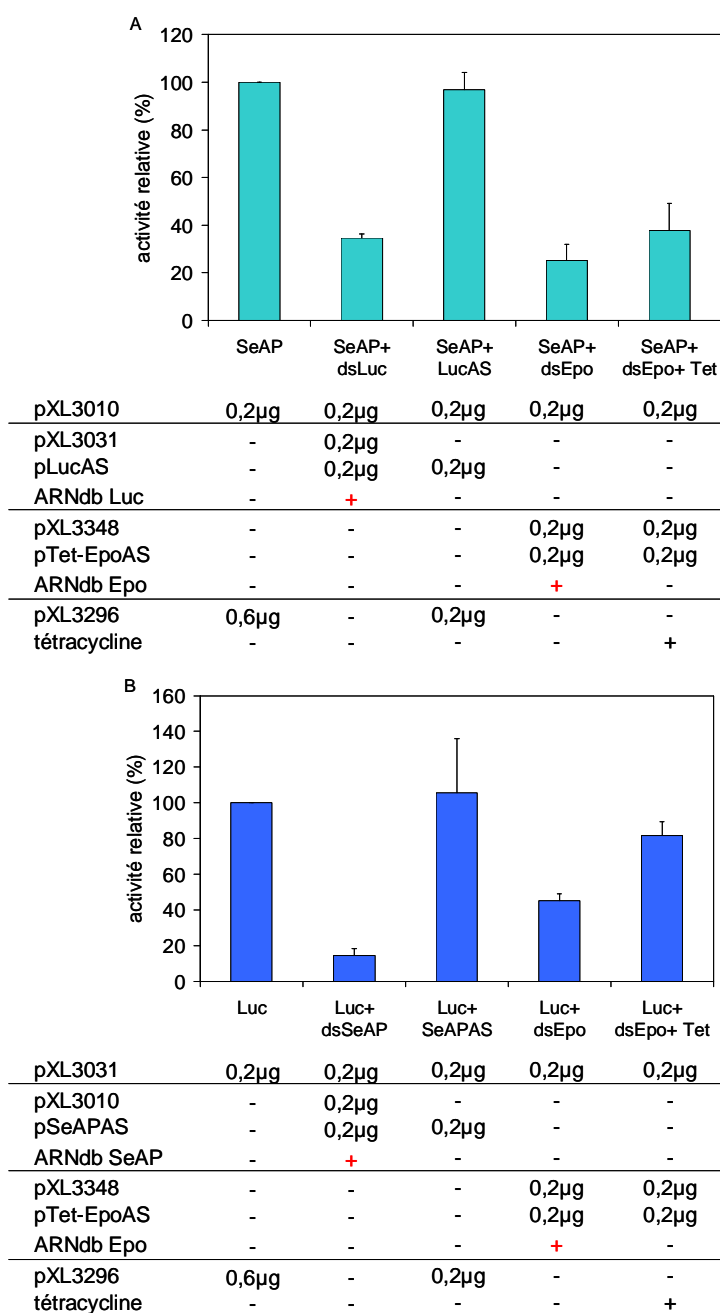 A
120
100
80
60
40
20
0
activité relative (%)
SeAP SeAP+ SeAP+ SeAP+ SeAP+
dsLuc LucAS dsEpo dsEpo+ Tet
pXL3010 0,2µg 0,2µg 0,2µg 0,2µg 0,2µg
pXL3031 - 0,2µg - - -
pLucAS - 0,2µg 0,2µg - -
ARNdb Luc - + - - -
pXL3348 - - - 0,2µg 0,2µg
pTet-EpoAS - - - 0,2µg 0,2µg
ARNdb Epo - - - + -
pXL3296 0,6µg - 0,2µg - -
tétracycline - - - - +
B
160
140
120
100
80
60
40
20
0
activité relative (%)
Luc Luc+ Luc+ Luc+ Luc+
dsSeAP SeAPAS dsEpo dsEpo+ Tet
pXL3031 0,2µg 0,2µg 0,2µg 0,2µg 0,2µg
pXL3010 - 0,2µg - - -
pSeAPAS - 0,2µg 0,2µg - -
ARNdb SeAP - + - - -
pXL3348 - - - 0,2µg 0,2µg
pTet-EpoAS - - - 0,2µg 0,2µg
ARNdb Epo - - - + -
pXL3296 0,6µg - 0,2µg - -
tétracycline - - - - +